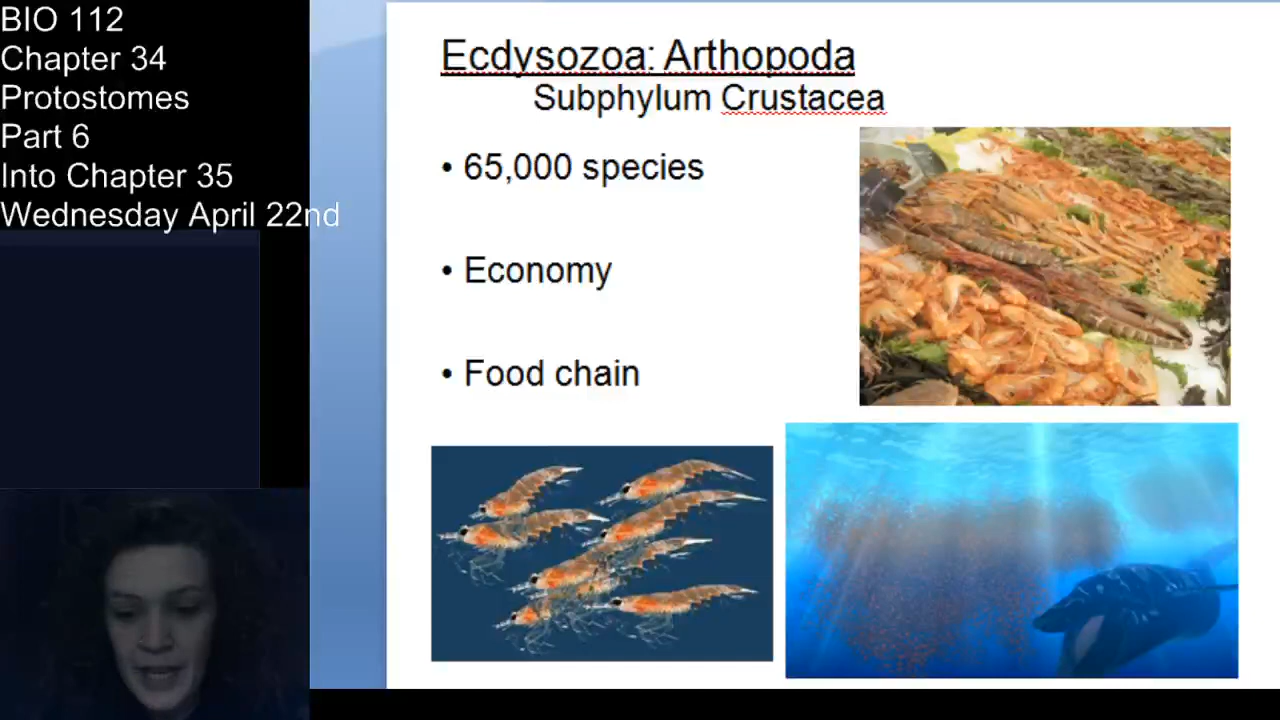 BIO 112
Chapter 34
Protostomes
Part 6
Into Chapter 35
Wednesday April 22nd
Ecdysozoa: Arthopoda
Subphylum Crustacea
• 65,000 species
• Economy
• Food chain